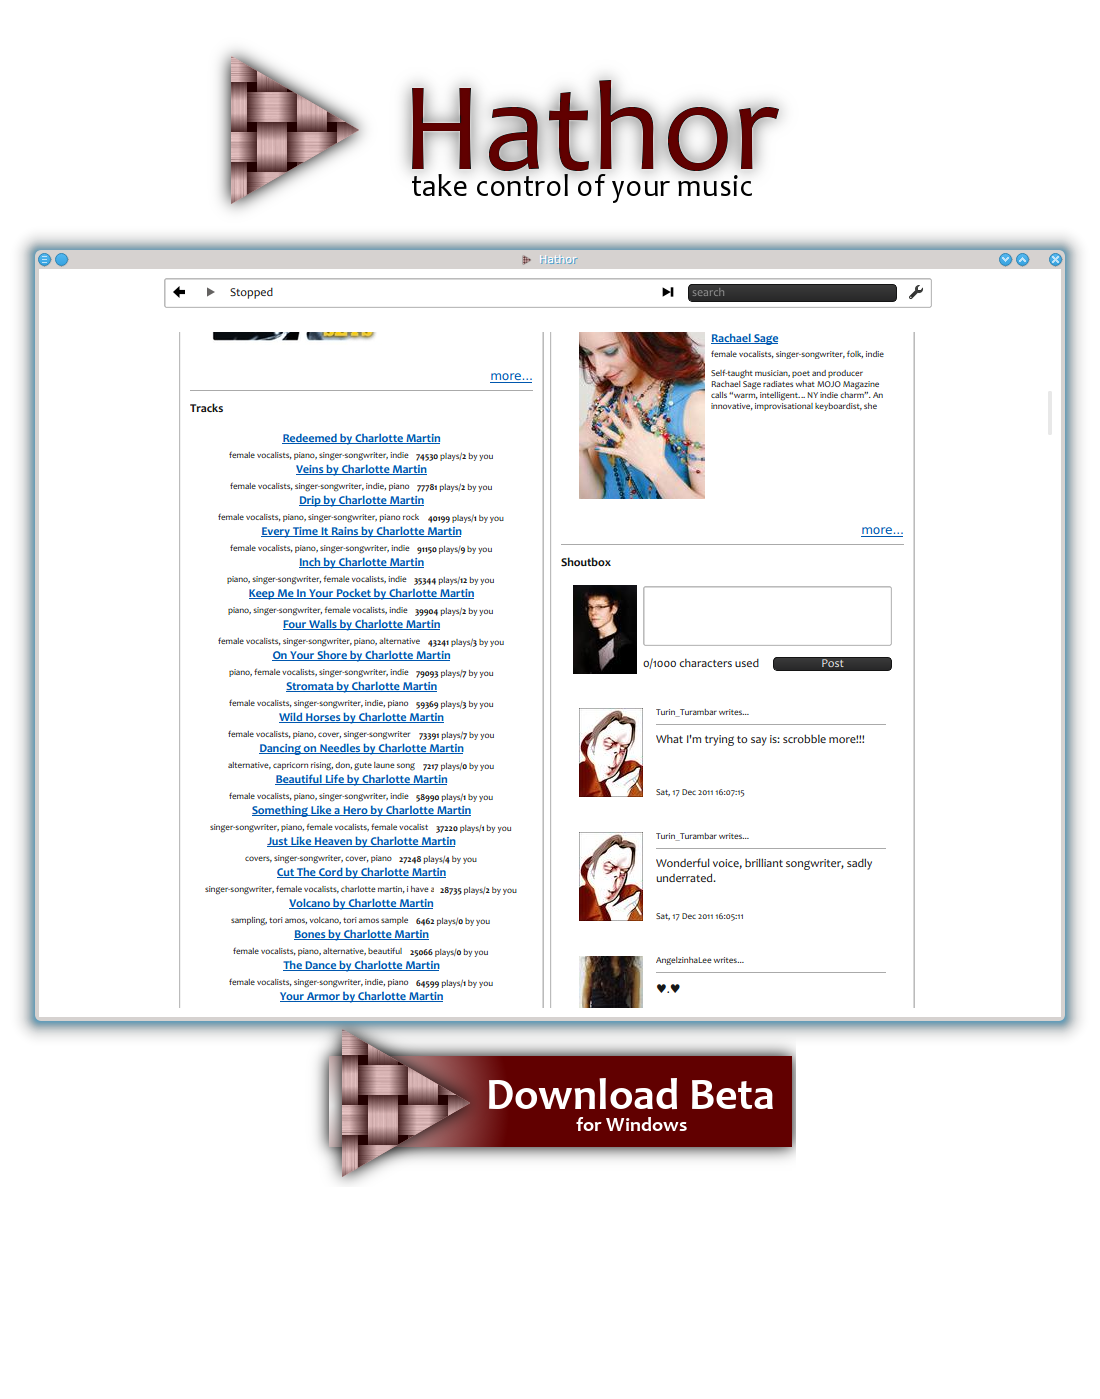 Hathor
take control of your music
Hathor
Stopped
search
more...
Tracks
Redeemed by Charlotte Martin
female vocalists, piano, singer-songwriter, indie 74530 plays/2 by you
Veins by Charlotte Martin
female vocalists, singer-songwriter, indie, piano 77781 plays/2 by you
Drip by Charlotte Martin
female vocalists, piano, singer-songwriter, piano rock 40199 plays/1 by you
Every Time It Rains by Charlotte Martin
female vocalists, piano, singer-songwriter, indie 91150 plays/9 by you
Inch by Charlotte Martin
piano, singer-songwriter, female vocalists, indie 35344 plays/12 by you
Keep Me In Your Pocket by Charlotte Martin
piano, singer-songwriter, female vocalists, indie 39904 plays/2 by you
Four Walls by Charlotte Martin
female vocalists, singer-songwriter, piano, alternative 43241 plays/3 by you
On Your Shore by Charlotte Martin
piano, female vocalists, singer-songwriter, indie 79093 plays/7 by you
Stromata by Charlotte Martin
female vocalists, singer-songwriter, indie, piano 59369 plays/3 by you
Wild Horses by Charlotte Martin
female vocalists, piano, cover, singer-songwriter 73391 plays/7 by you
Dancing on Needles by Charlotte Martin
alternative, capricorn rising, don, gute laune song 7217 plays/0 by you
Beautiful Life by Charlotte Martin
female vocalists, piano, singer-songwriter, indie 58990 plays/1 by you
Something Like a Hero by Charlotte Martin
singer-songwriter, piano, female vocalists, female vocalist 37220 plays/1 by you
Just Like Heaven by Charlotte Martin
covers, singer-songwriter, cover, piano 27248 plays/4 by you
Cut The Cord by Charlotte Martin
singer-songwriter, female vocalists, charlotte martin, i have a 28735 plays/2 by you
Volcano by Charlotte Martin
sampling, tori amos, volcano, tori amos sample 6462 plays/0 by you
Bones by Charlotte Martin
female vocalists, piano, alternative, beautiful 25066 plays/0 by you
The Dance by Charlotte Martin
female vocalists, singer-songwriter, indie, piano 64599 plays/1 by you
Your Armor by Charlotte Martin
Rachael Sage
female vocalists, singer-songwriter, folk, indie
Self-taught musician, poet and producer
Rachael Sage radiates what MOJO Magazine
calls “warm, intelligent... NY indie charm”. An
innovative, improvisational keyboardist, she
more...
Shoutbox
0/1000 characters used
Post
Turin_Turambar writes...
What I'm trying to say is: scrobble more!!!
Sat, 17 Dec 2011 16:07:15
Turin_Turambar writes...
Wonderful voice, brilliant songwriter, sadly
underrated.
Sat, 17 Dec 2011 16:05:11
AngelzinhaLee writes...
♥.♥
Download Beta
for Windows